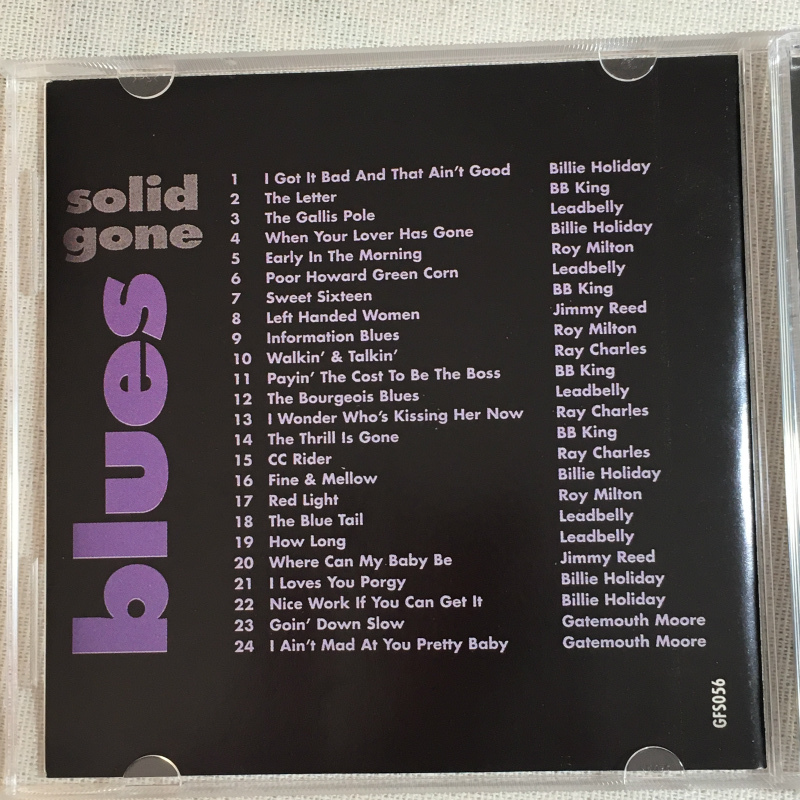 solid
gone
blues
1 I Got It Bad And That Ain't Good Billie Holiday
2 The Letter BB King
3 The Gallis Pole Leadbelly
4 When Your Lover Has Gone Billie Holiday
5 Early In The Morning Roy Milton
6 Poor Howard Green Corn Leadbelly
7 Sweet Sixteen BB King
8 Left Handed Women Jimmy Reed
9 Information Blues Roy Milton
10 Walkin' & Talkin' Ray Charles
11 Payin' The Cost To Be The Boss BB King
12 The Bourgeois Blues Leadbelly
13 I Wonder Who's Kissing Her Now Ray Charles
14 The Thrill Is Gone BB King
15 CC Rider Ray Charles
16 Fine & Mellow Billie Holiday
17 Red Light Roy Milton
18 The Blue Tail Leadbelly
19 How Long Leadbelly
20 Where Can My Baby Be Jimmy Reed
21 I Loves You Porgy Billie Holiday
22 Nice Work If You Can Get It Billie Holiday
23 Goin' Down Slow Gatemouth Moore
24 I Ain't Mad At You Pretty Baby Gatemouth Moore
GFS056